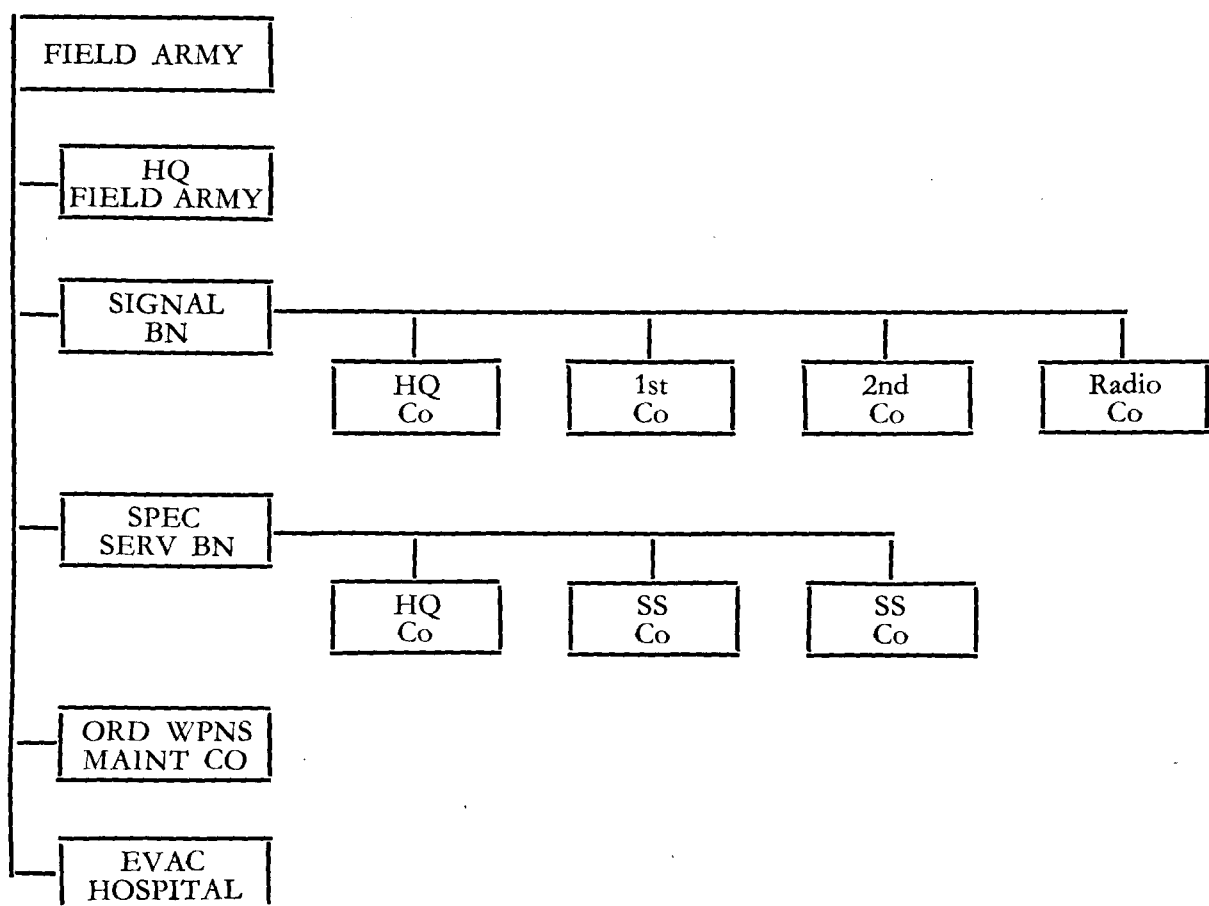 FIELD ARMY
HQ
FIELD ARMY
SIGNAL
BN
HQ
Co
1st
Co
2nd
Co
Radio
Co
SPEC
SERV BN
HQ
Co
SS
Co
SS
Co
ORD WPNS
MAINT CO
EVAC
HOSPITAL